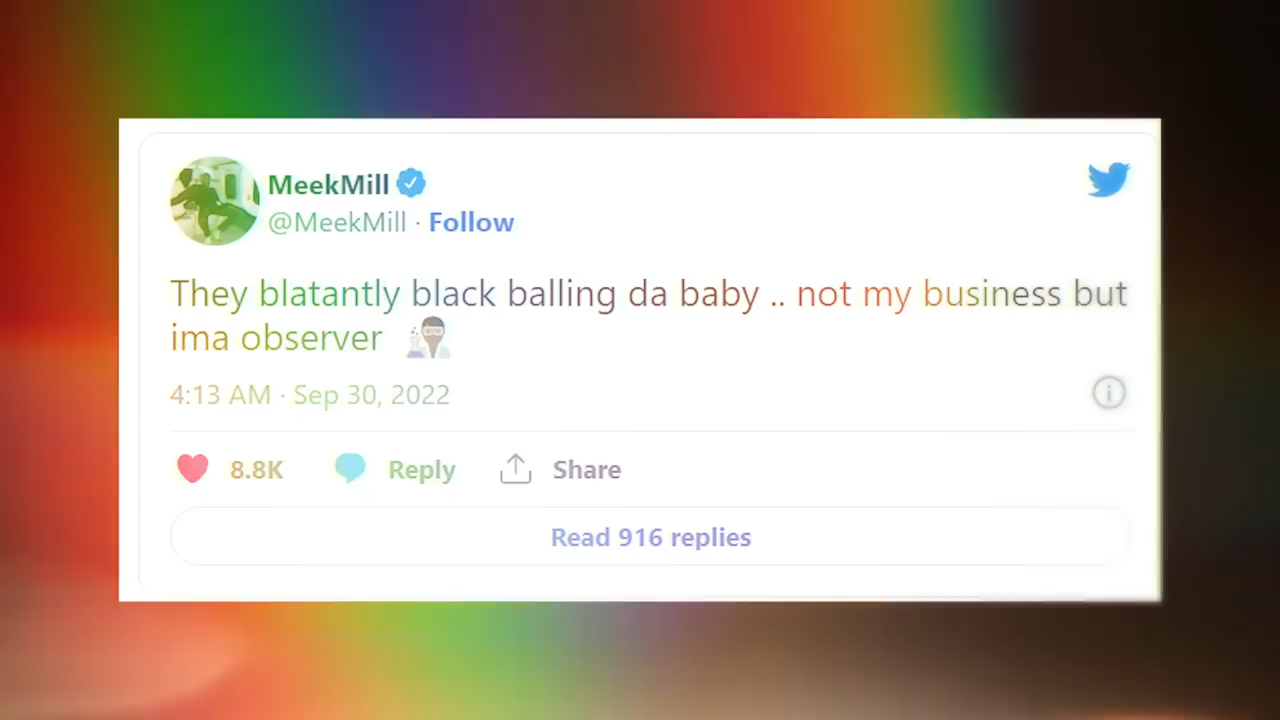 MeekMill
@MeekMill · Follow
They blatantly black balling da baby .. not my business but
ima observer 👨🏾‍🔬
4:13 AM · Sep 30, 2022
8.8K Reply Share
Read 916 replies